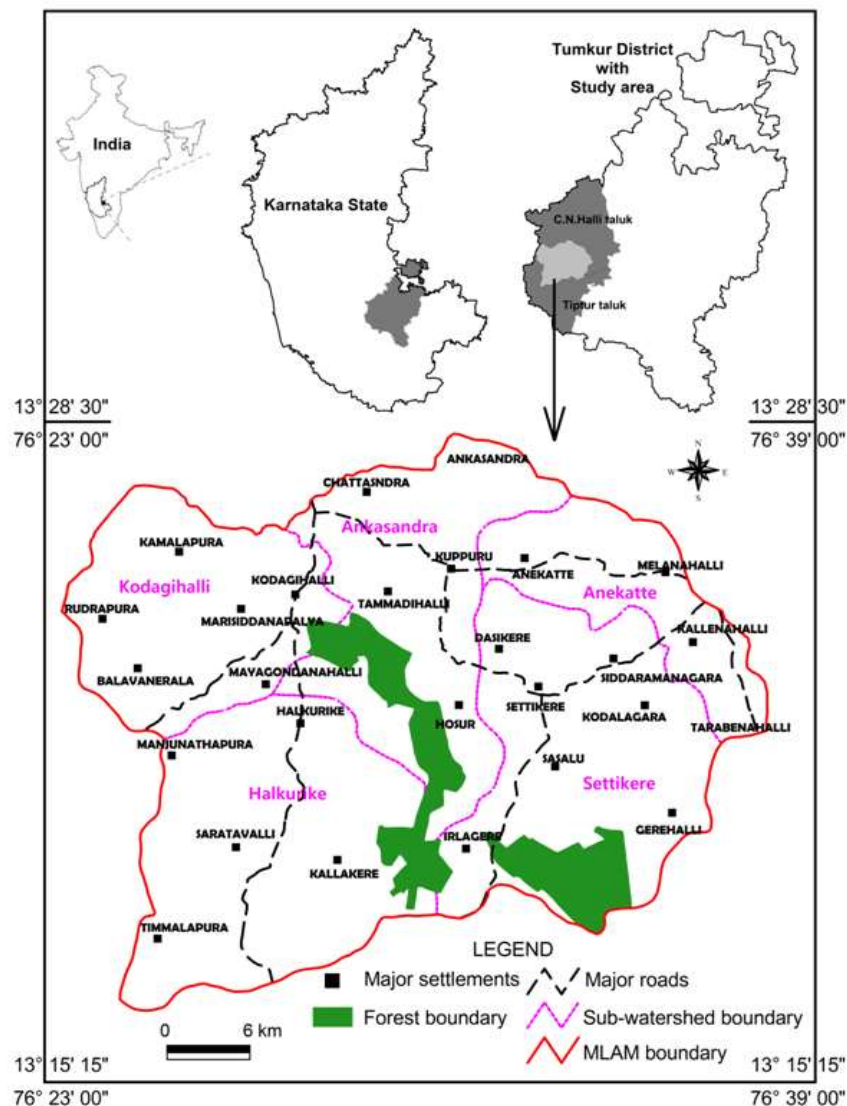 Tumkur District
with
Study area
India
Karnataka State
C.N.Halli taluk
Tiptur taluk
13° 28' 30"
13° 28' 30"
76° 23' 00"
76° 39' 00"
ANKASANDRA
N
W E
S
CHATTASNDRA
Ankasandra
KAMALAPURA
KUPPURU
ANEKATTE
MELANAHALLI
Kodagihalli
KODAGIHALLI
Anekatte
TAMMADIHALLI
RUDRAPURA
MARISIDDANAPALYA
KALLENAHALLI
DASIKERE
BALAVANERALA
MAYAGONDANAHALLI
SIDDARAMANAGARA
SETTIKERE
HALKURIKE
HOSUR
KODALAGARA
TARABENAHALLI
MANJUNATHAPURA
SASALU
Halkurike
Settikere
SARATAVALLI
IRLAGERE
GEREHALLI
KALLAKERE
TIMMALAPURA
LEGEND
Major settlements
Major roads
Forest boundary
Sub-watershed boundary
0 6 km
MLAM boundary
13° 15' 15"
13° 15' 15"
76° 23' 00"
76° 39' 00"